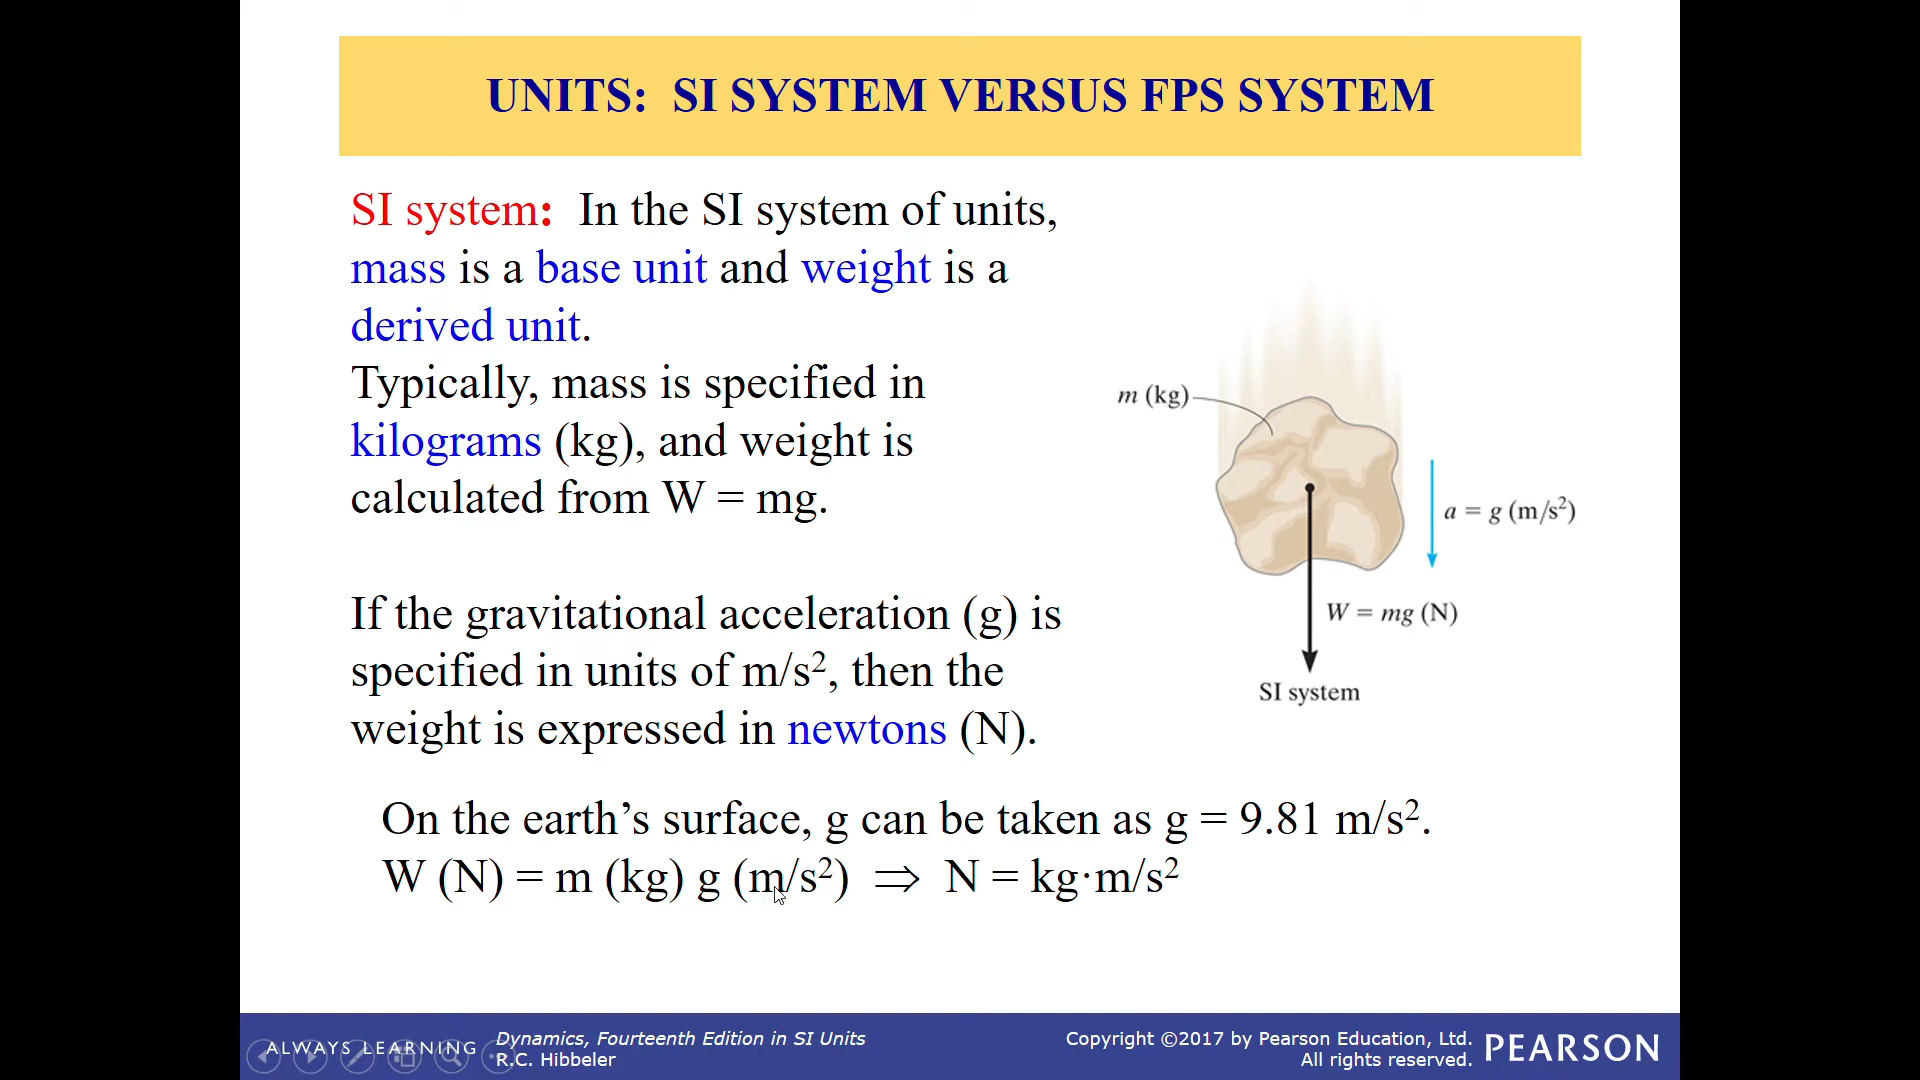 UNITS: SI SYSTEM VERSUS FPS SYSTEM
SI system: In the SI system of units,
mass is a base unit and weight is a
derived unit.
Typically, mass is specified in
kilograms (kg), and weight is
calculated from W = mg.
If the gravitational acceleration (g) is
specified in units of m/s², then the
weight is expressed in newtons (N).
m (kg)
a = g (m/s²)
W = mg (N)
SI system
On the earth’s surface, g can be taken as g = 9.81 m/s².
W (N) = m (kg) g (m/s²) ⇒ N = kg·m/s²
ALWAYS LEARNING
Dynamics, Fourteenth Edition in SI Units
R.C. Hibbeler
Copyright ©2017 by Pearson Education, Ltd.
All rights reserved.
PEARSON